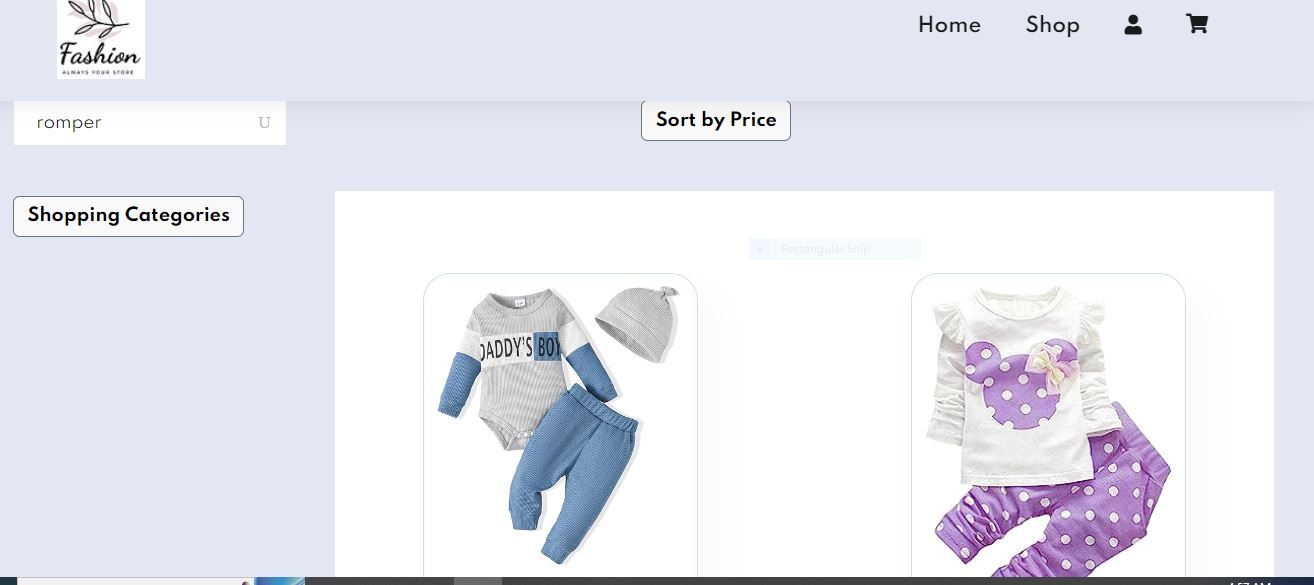 Fashion
ALWAYS YOUR STORE
Home
Shop
romper
U
Sort by Price
Shopping Categories
Rectangular Snip
DADDY'S BOY